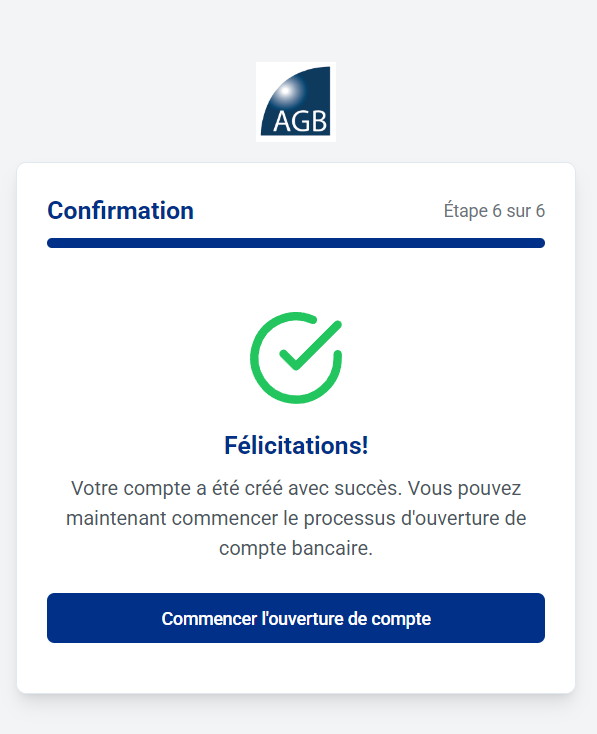 AGB
Confirmation
Étape 6 sur 6
Félicitations!
Votre compte a été créé avec succès. Vous pouvez
maintenant commencer le processus d'ouverture de
compte bancaire.
Commencer l'ouverture de compte